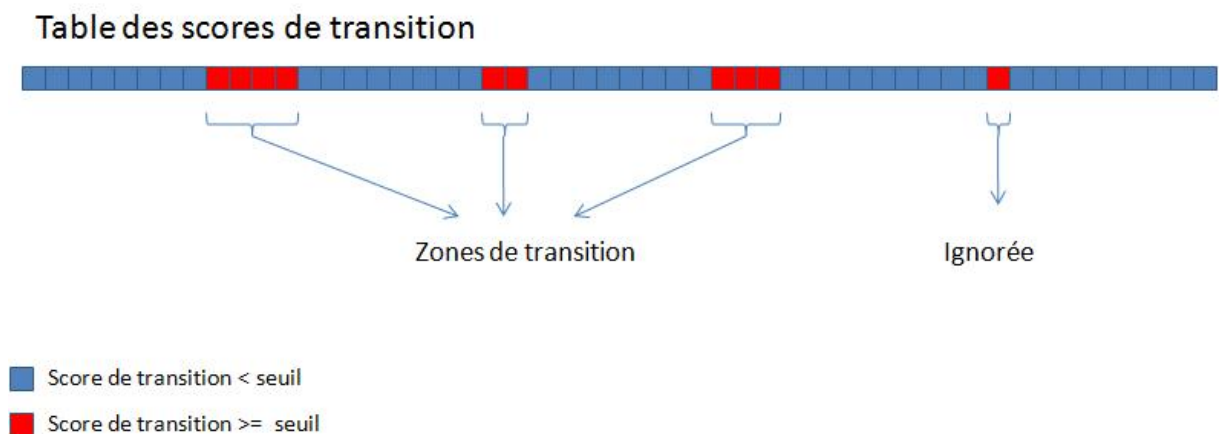 Table des scores de transition
Zones de transition
Ignorée
Score de transition < seuil
Score de transition >= seuil